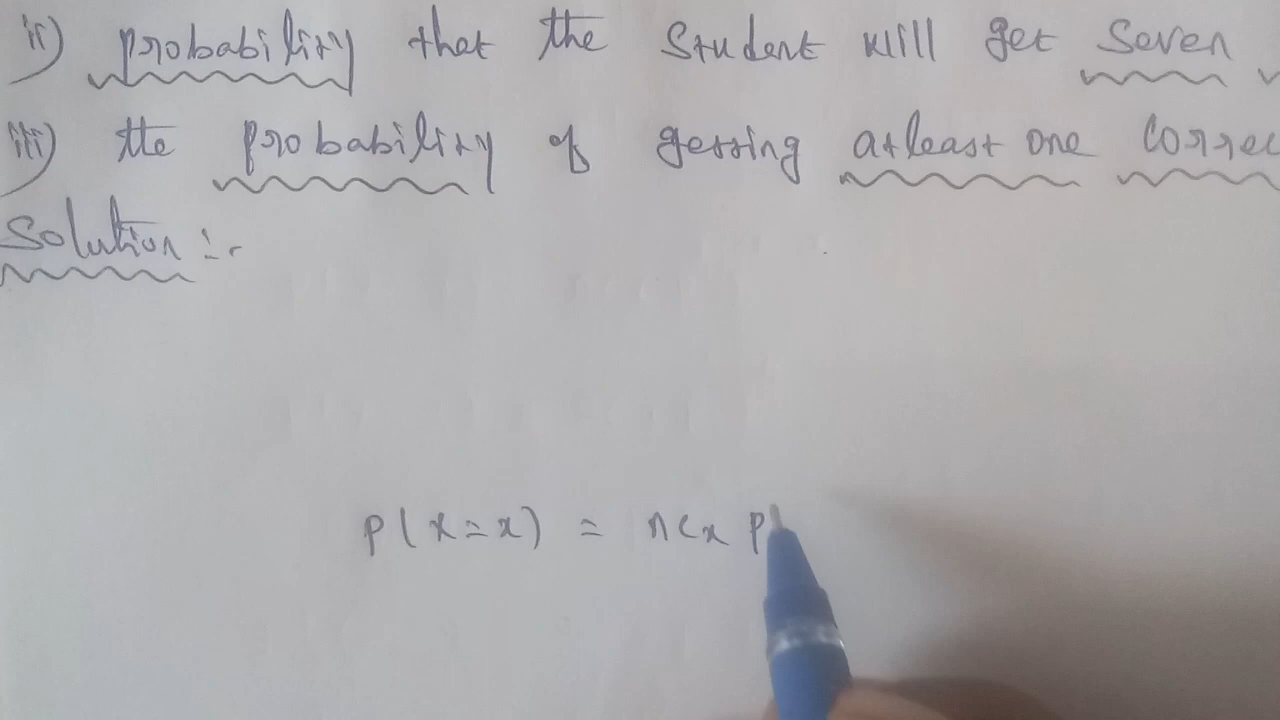 ii) probability that the student will get seven
iii) the probability of getting atleast one correc
Solution :-
P(x=x) = ncx p